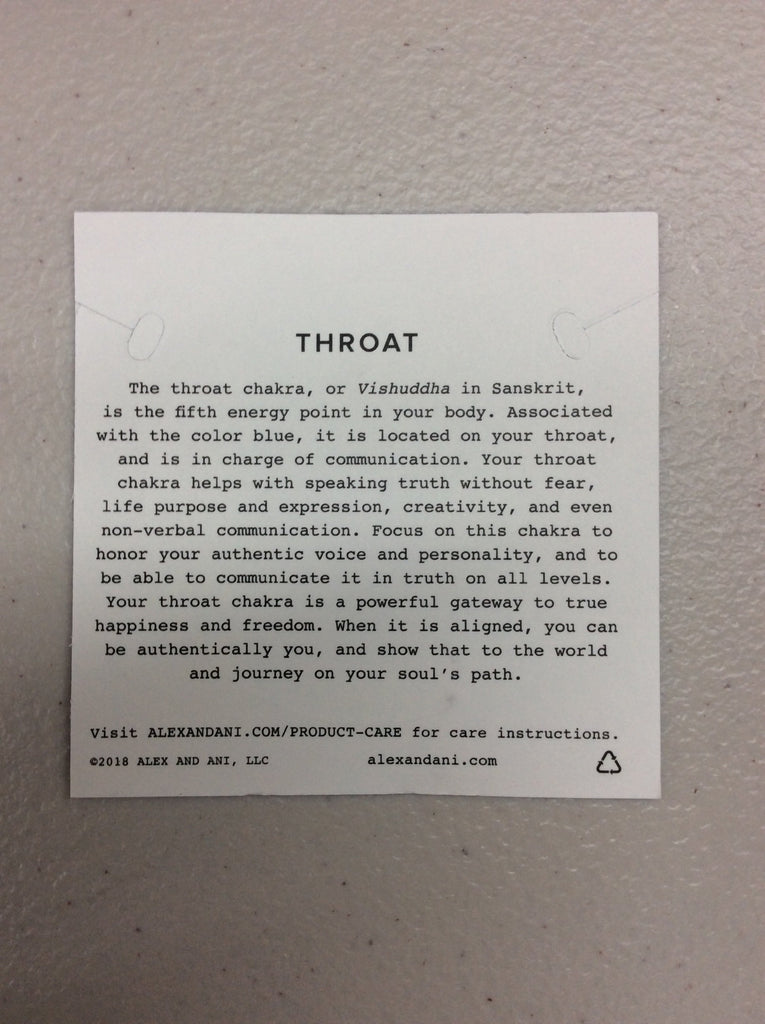 THROAT
The throat chakra, or Vishuddha in Sanskrit,
is the fifth energy point in your body. Associated
with the color blue, it is located on your throat,
and is in charge of communication. Your throat
chakra helps with speaking truth without fear,
life purpose and expression, creativity, and even
non-verbal communication. Focus on this chakra to
honor your authentic voice and personality, and to
be able to communicate it in truth on all levels.
Your throat chakra is a powerful gateway to true
happiness and freedom. When it is aligned, you can
be authentically you, and show that to the world
and journey on your soul's path.
Visit ALEXANDANI.COM/PRODUCT-CARE for care instructions.
©2018 ALEX AND ANI, LLC alexandani.com